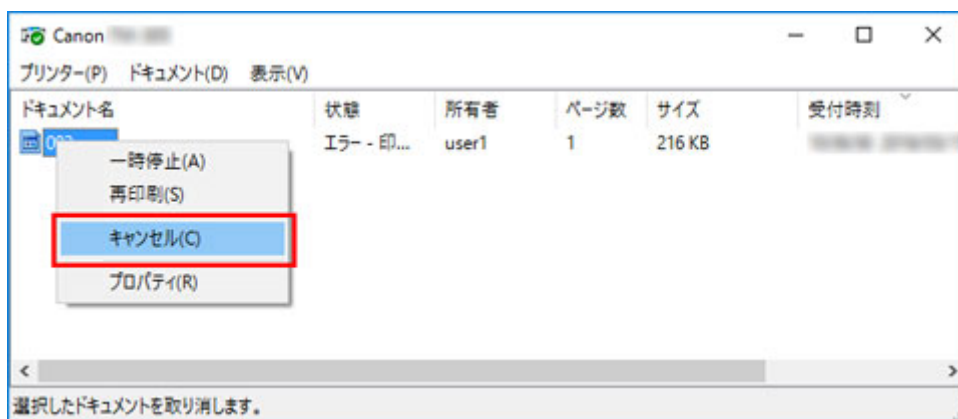 Canon
プリンター(P) ドキュメント(D) 表示(V)
ドキュメント名 状態 所有者 ページ数 サイズ 受付時刻
エラー - 印... user1 1 216 KB
一時停止(A)
再印刷(S)
キャンセル(C)
プロパティ(R)
選択したドキュメントを取り消します。